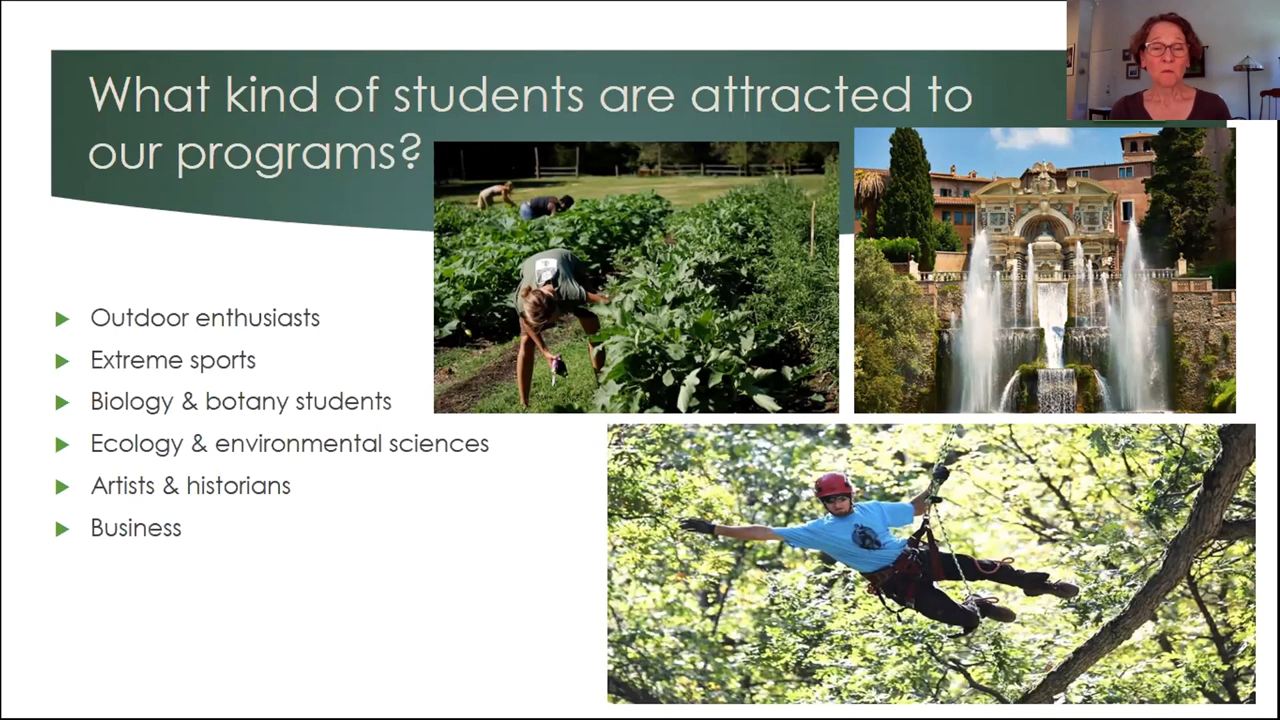 What kind of students are attracted to
our programs?
Outdoor enthusiasts
Extreme sports
Biology & botany students
Ecology & environmental sciences
Artists & historians
Business